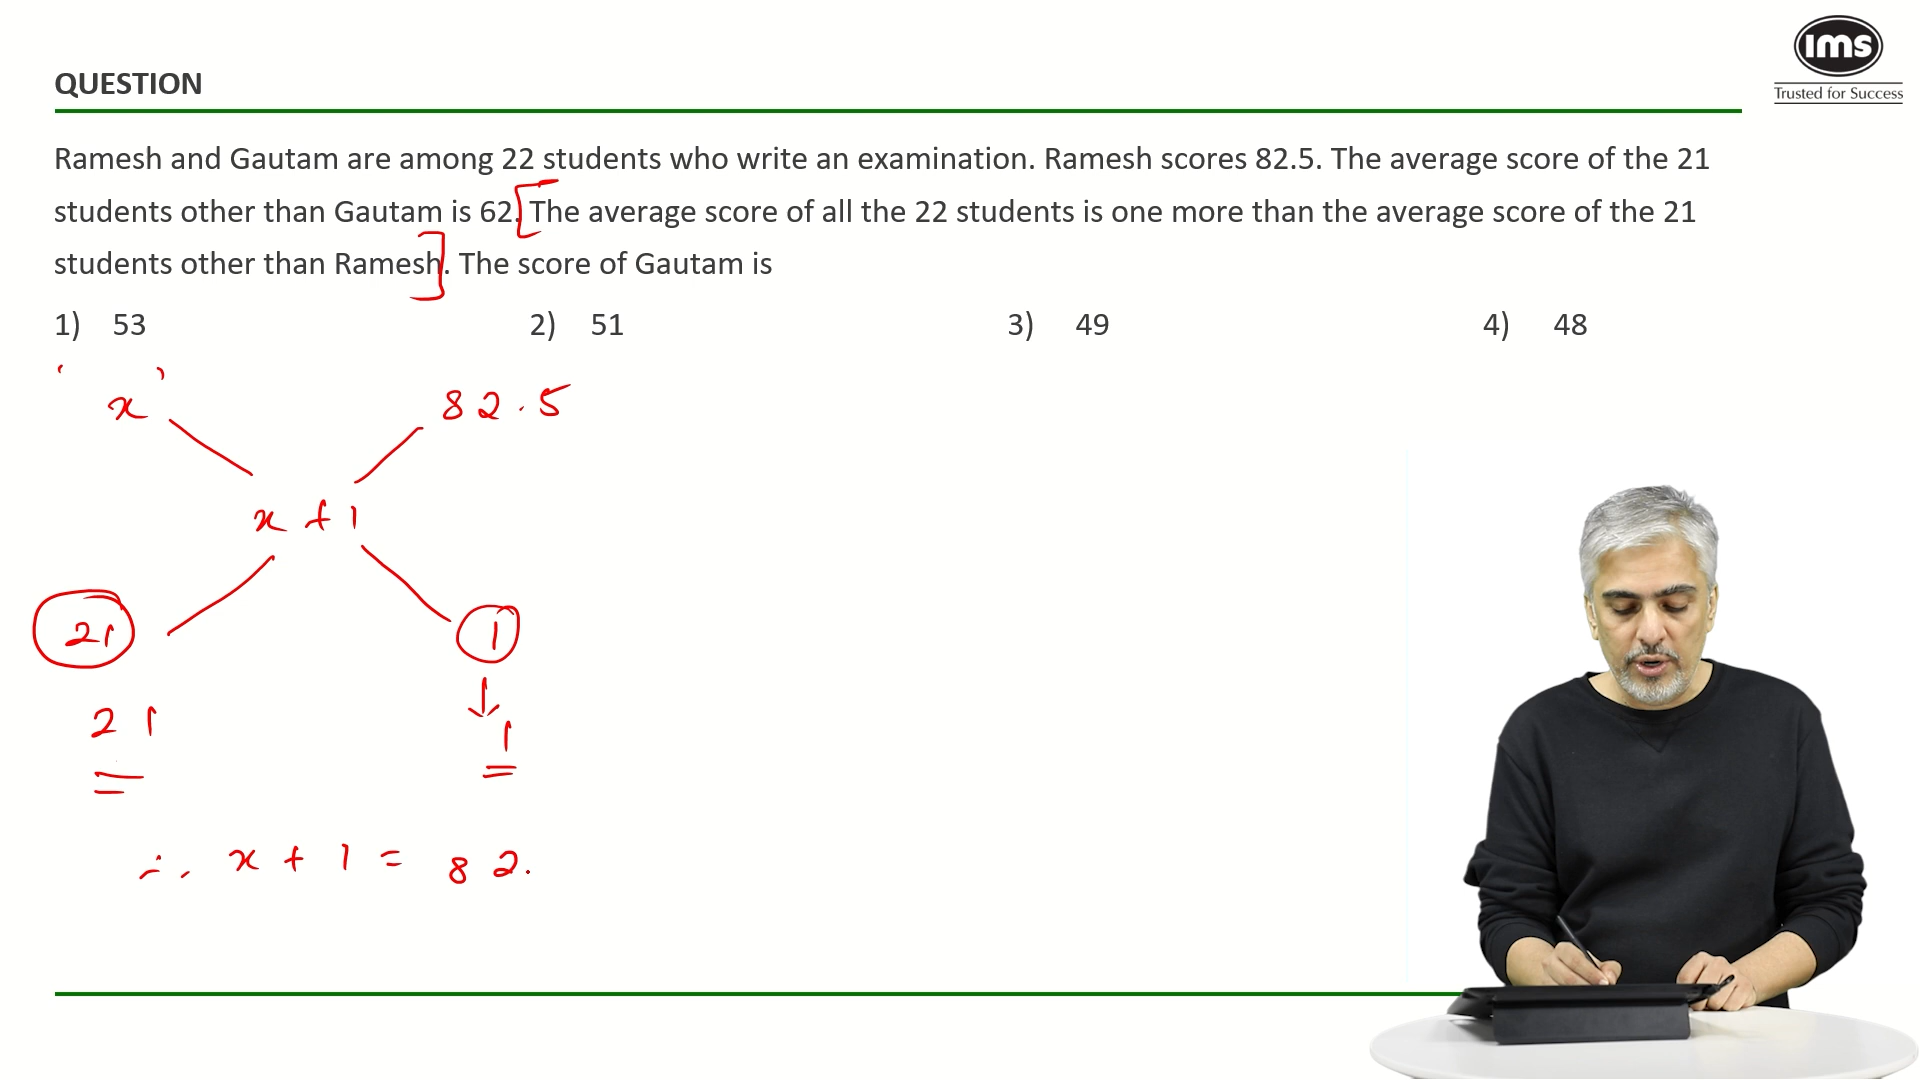 ims
Trusted for Success
QUESTION
Ramesh and Gautam are among 22 students who write an examination. Ramesh scores 82.5. The average score of the 21
students other than Gautam is 62. The average score of all the 22 students is one more than the average score of the 21
students other than Ramesh. The score of Gautam is
1) 53 2) 51 3) 49 4) 48
x 82.5
x + 1
21 1
21 1
∴ x + 1 = 82.